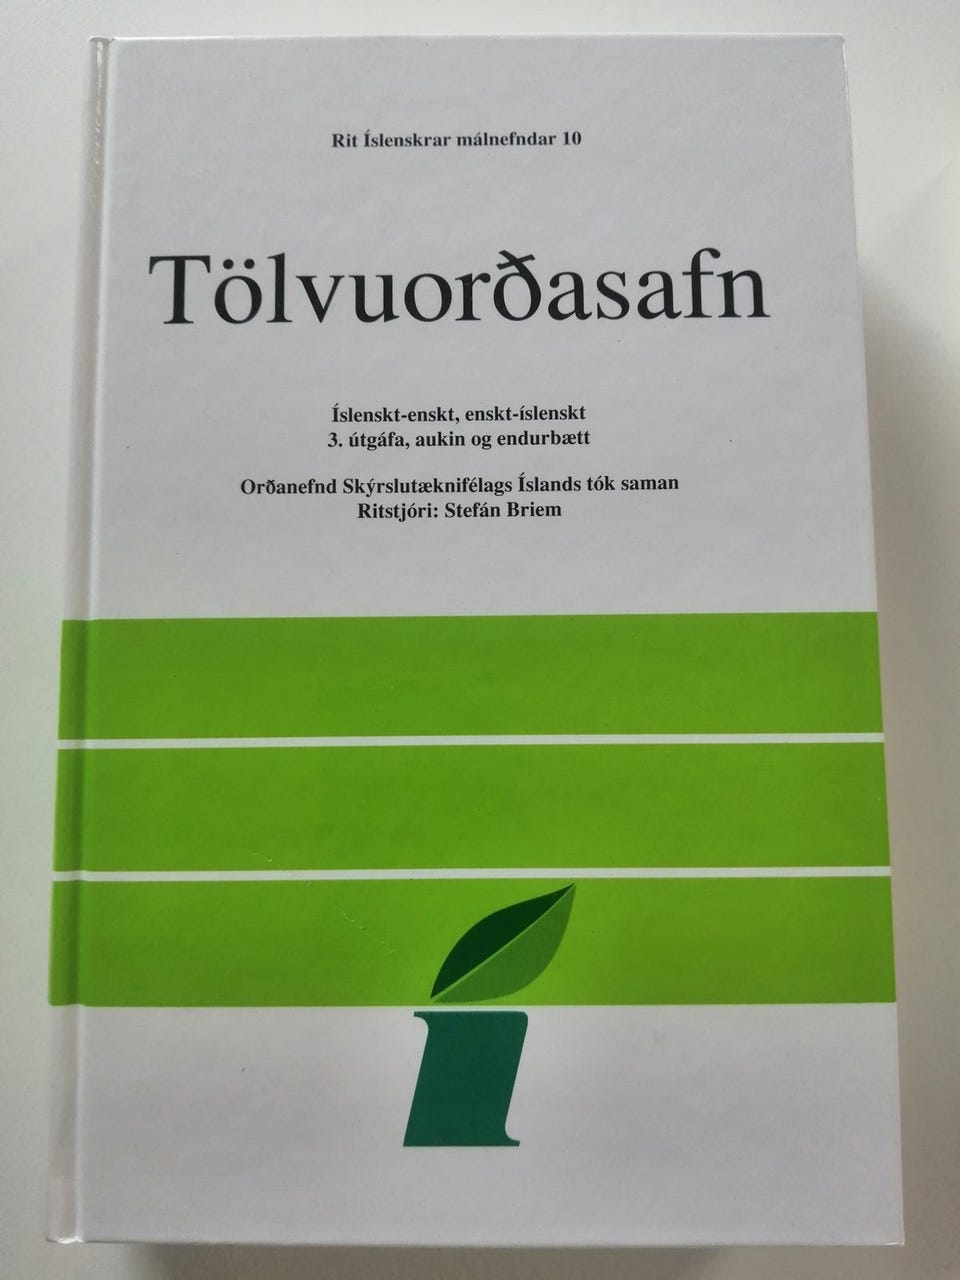 Rit Íslenskrar málnefndar 10
Tölvuorðasafn
Íslenskt-enskt, enskt-íslenskt
3. útgáfa, aukin og endurbætt
Orðanefnd Skýrslutæknifélags Íslands tók saman
Ritstjóri: Stefán Briem
í